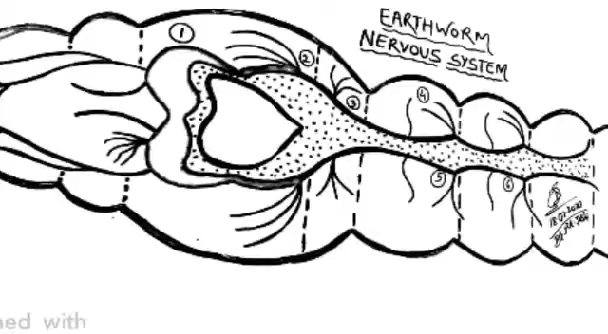 EARTHWORM
NERVOUS SYSTEM
①
②
③
④
⑤
⑥
ned with